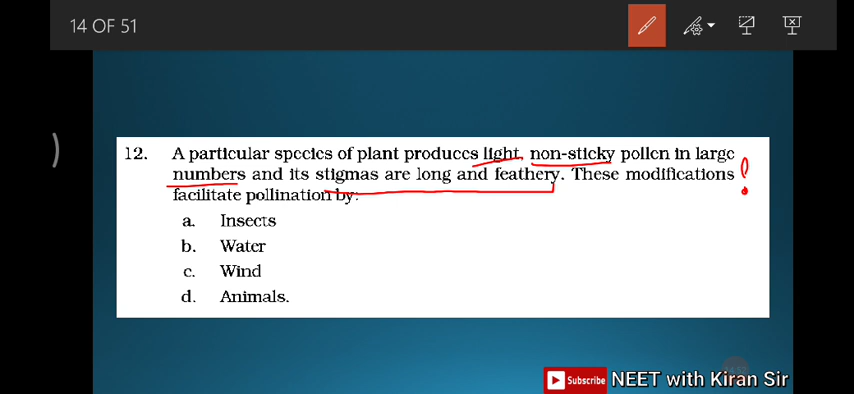 14 OF 51
12. A particular species of plant produces light, non-sticky pollen in large
numbers and its stigmas are long and feathery. These modifications
facilitate pollination by:
a. Insects
b. Water
c. Wind
d. Animals.
Subscribe NEET with Kiran Sir